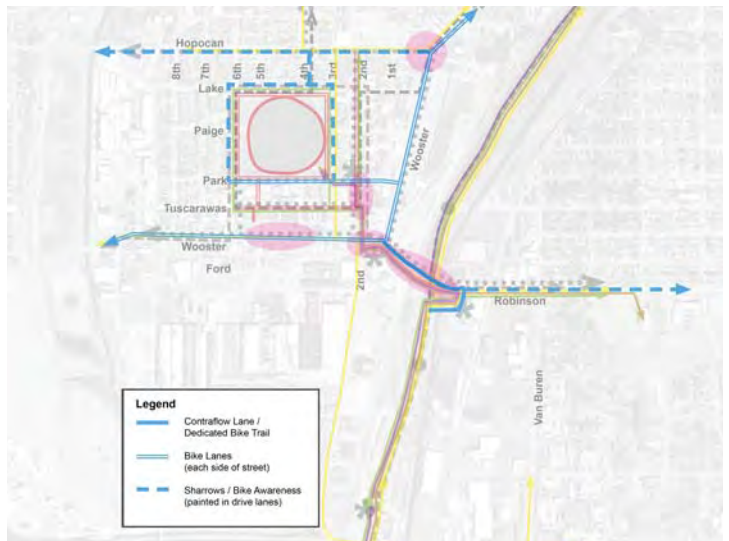 Hopocan
8th
7th
6th
5th
4th
3rd
2nd
1st
Lake
Paige
Wooster
Park
Tuscarawas
Wooster
Ford
2nd
Robinson
Van Buren
Legend
Contraflow Lane /
Dedicated Bike Trail
Bike Lanes
(each side of street)
Sharrows / Bike Awareness
(painted in drive lanes)